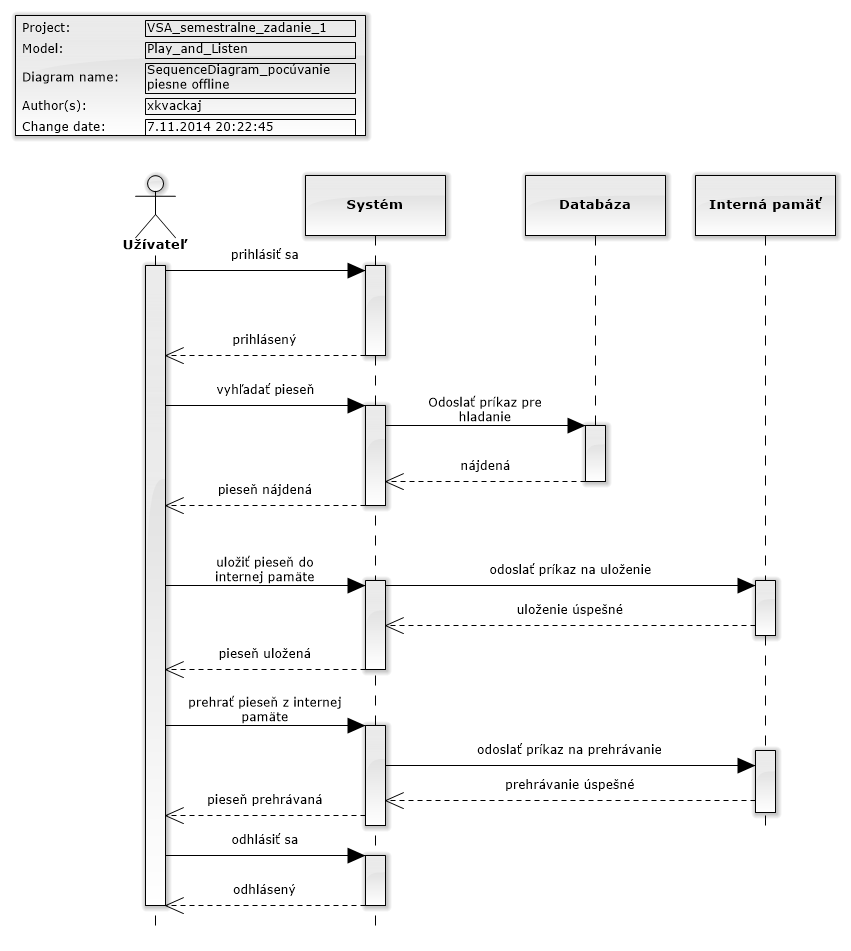 Project: VSA_semestralne_zadanie_1
Model: Play_and_Listen
Diagram name: SequenceDiagram_pocúvanie
piesne offline
Author(s): xkvackaj
Change date: 7.11.2014 20:22:45
Užívateľ
Systém
Databáza
Interná pamäť
prihlásiť sa
prihlásený
vyhľadať pieseň
Odoslať príkaz pre
hladanie
nájdená
pieseň nájdená
uložiť pieseň do
internej pamäte
odoslať príkaz na uloženie
uloženie úspešné
pieseň uložená
prehrať pieseň z internej
pamäte
odoslať príkaz na prehrávanie
prehrávanie úspešné
pieseň prehrávaná
odhlásiť sa
odhlásený